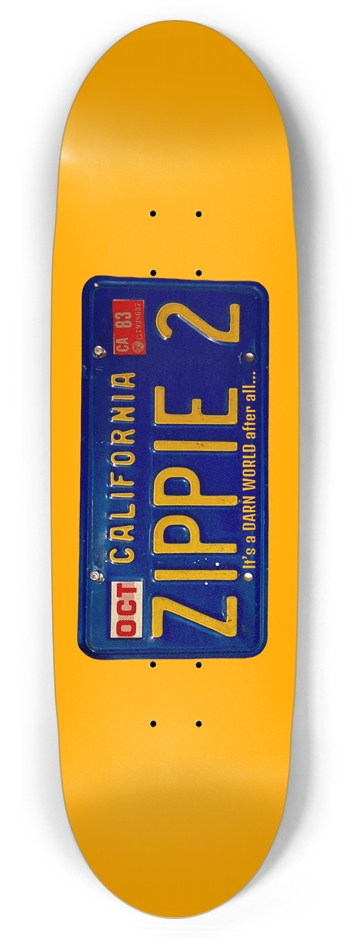 OCT CALIFORNIA CA 83
ZIPPIE 2
It's a DARN WORLD after all...